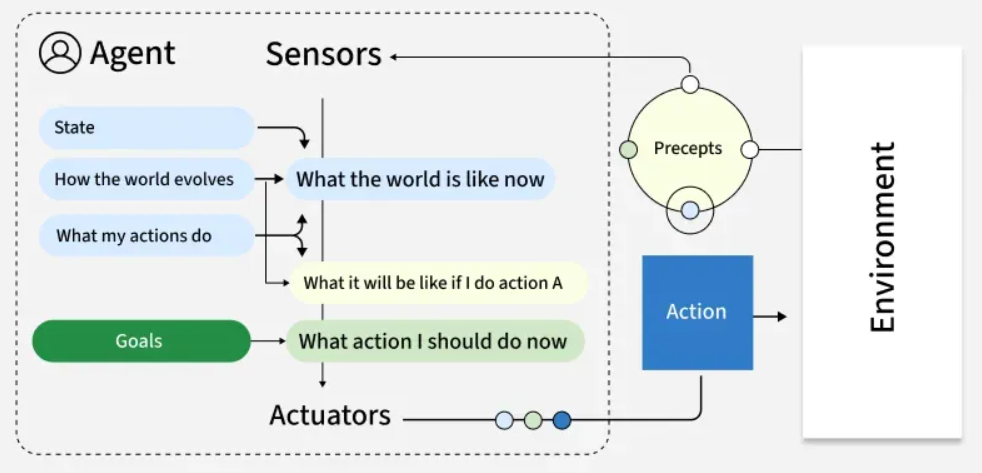 Agent
Sensors
State
How the world evolves
What the world is like now
What my actions do
What it will be like if I do action A
Goals
What action I should do now
Actuators
Precepts
Action
Environment